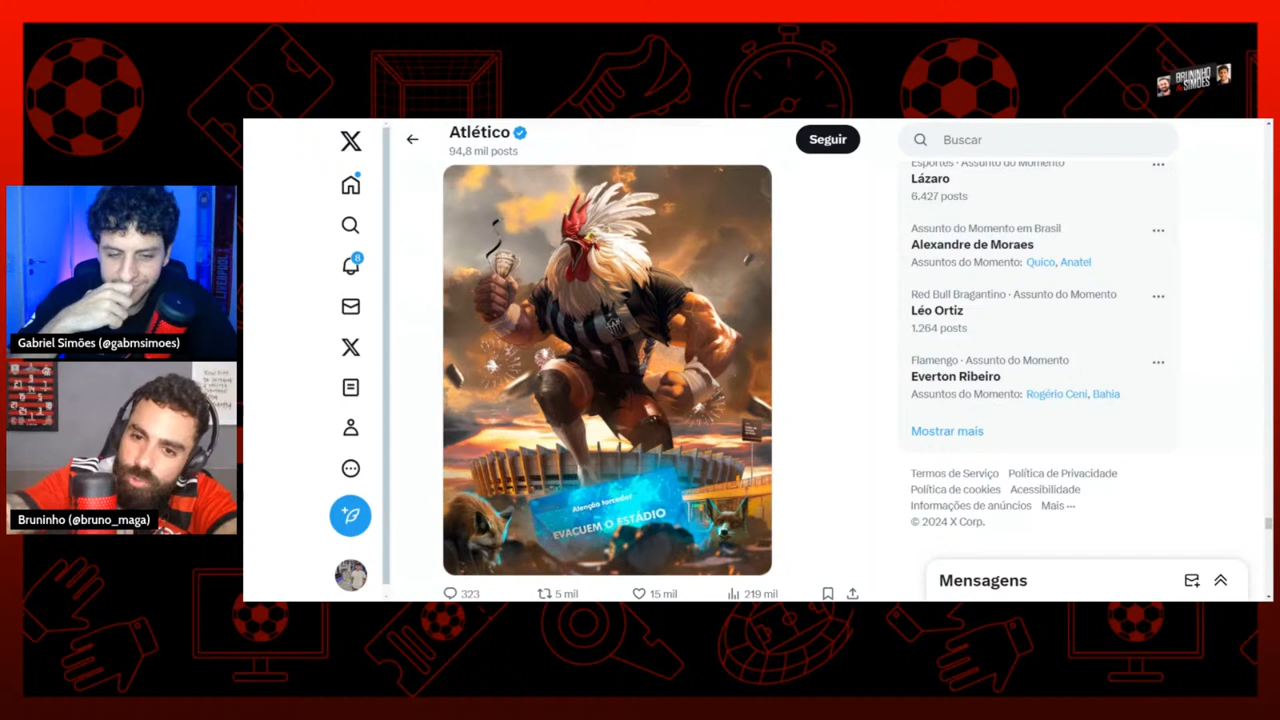 BRUNINHO
& SIMÕES
Atlético
94,8 mil posts
Seguir
Buscar
Esportes · Assunto do Momento
Lázaro
6.427 posts
Assunto do Momento em Brasil
Alexandre de Moraes
Assuntos do Momento: Quico, Anatel
Red Bull Bragantino · Assunto do Momento
Léo Ortiz
1.264 posts
Flamengo · Assunto do Momento
Everton Ribeiro
Assuntos do Momento: Rogério Ceni, Bahia
Mostrar mais
Termos de Serviço Política de Privacidade
Política de cookies Acessibilidade
Informações de anúncios Mais ···
© 2024 X Corp.
Mensagens
8
Atenção torcedor
EVACUEM O ESTÁDIO
323 5 mil 15 mil 219 mil
LIVERPOOL
Gabriel Simões (@gabmsimoes)
Bruninho (@bruno_maga)